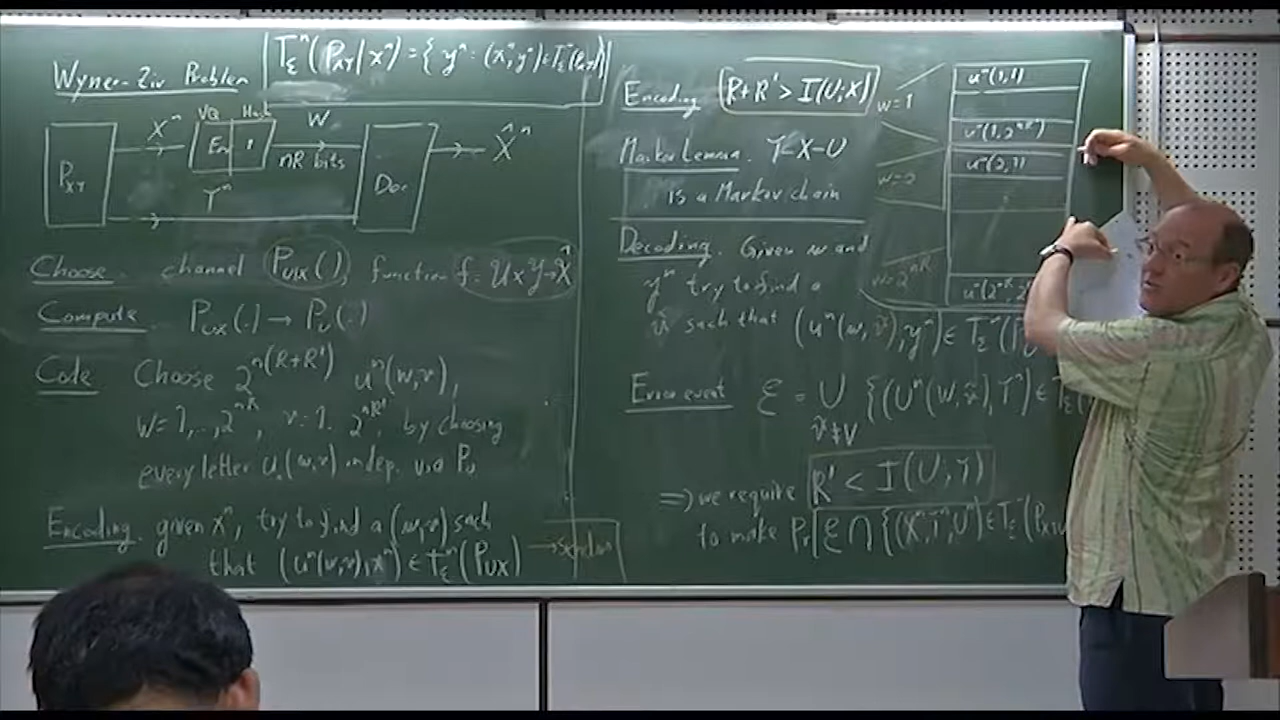 Wyner-Ziv Problem
T_ε^n(P_XY|x^n) = { y^n : (x^n, y^n) ∈ T_ε^n(P_XY)
VQ Hash
X^n Enc W X̂^n
P_XY nR bits Dec
Y^n
Choose channel P_U|X(.), function f: U x Y → X̂
Compute P_UX(.) → P_U(.)
Code Choose 2^{n(R+R')} u^n(w,v),
w=1,..,2^{nR}, v=1..2^{nR'}, by choosing
every letter u_i(w,v) indep. via P_U
Encoding given x^n, try to find a (w,v) such
that (u^n(w,v), x^n) ∈ T_ε^n(P_UX) → Send w
Encoding R+R' > I(U;X)
Markov Lemma. Y-X-U
is a Markov chain
Decoding. Given w and
y^n try to find a
ṽ such that (u^n(w,ṽ), y^n) ∈ T_ε^n(P_U
Error event ℰ = ∪ {(U^n(W,ṽ), Y^n) ∈ T_ε^n(
ṽ≠V
=> we require R' < I(U;Y)
to make Pr[ℰ ∩ {(X^n, Y^n, U^n) ∈ T_ε^n(P_XYU
w=1
w=2
w=2^{nR}
u^n(1,1)
u^n(1,2^{nR'})
u^n(2,1)
u^n(2^{nR}, 2